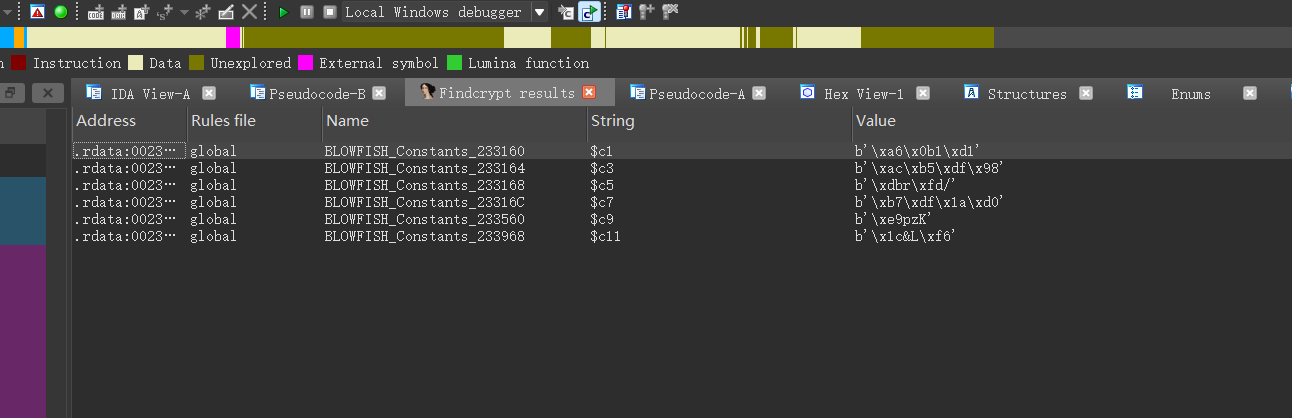 Local Windows debugger
n Instruction Data Unexplored External symbol Lumina function
IDA View-A Pseudocode-B Findcrypt results Pseudocode-A Hex View-1 Structures Enums
Address Rules file Name String Value
.rdata:0023… global BLOWFISH_Constants_233160 $c1 b'\xa6\x0b1\xd1'
.rdata:0023… global BLOWFISH_Constants_233164 $c3 b'\xac\xb5\xdf\x98'
.rdata:0023… global BLOWFISH_Constants_233168 $c5 b'\xdbr\xfd/'
.rdata:0023… global BLOWFISH_Constants_23316C $c7 b'\xb7\xdf\x1a\xd0'
.rdata:0023… global BLOWFISH_Constants_233560 $c9 b'\xe9pzK'
.rdata:0023… global BLOWFISH_Constants_233968 $c11 b'\x1c&L\xf6'